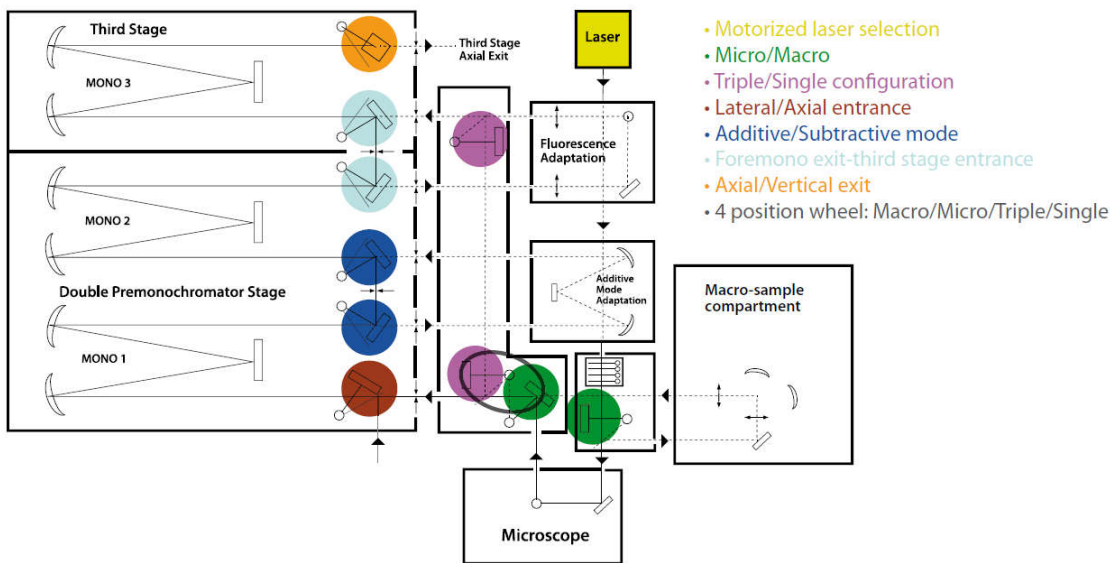 Third Stage
MONO 3
Third Stage
Axial Exit
Laser
Fluorescence
Adaptation
MONO 2
Double Premonochromator Stage
MONO 1
Additive
Mode
Adaptation
Macro-sample
compartment
Microscope
• Motorized laser selection
• Micro/Macro
• Triple/Single configuration
• Lateral/Axial entrance
• Additive/Subtractive mode
• Foremono exit-third stage entrance
• Axial/Vertical exit
• 4 position wheel: Macro/Micro/Triple/Single